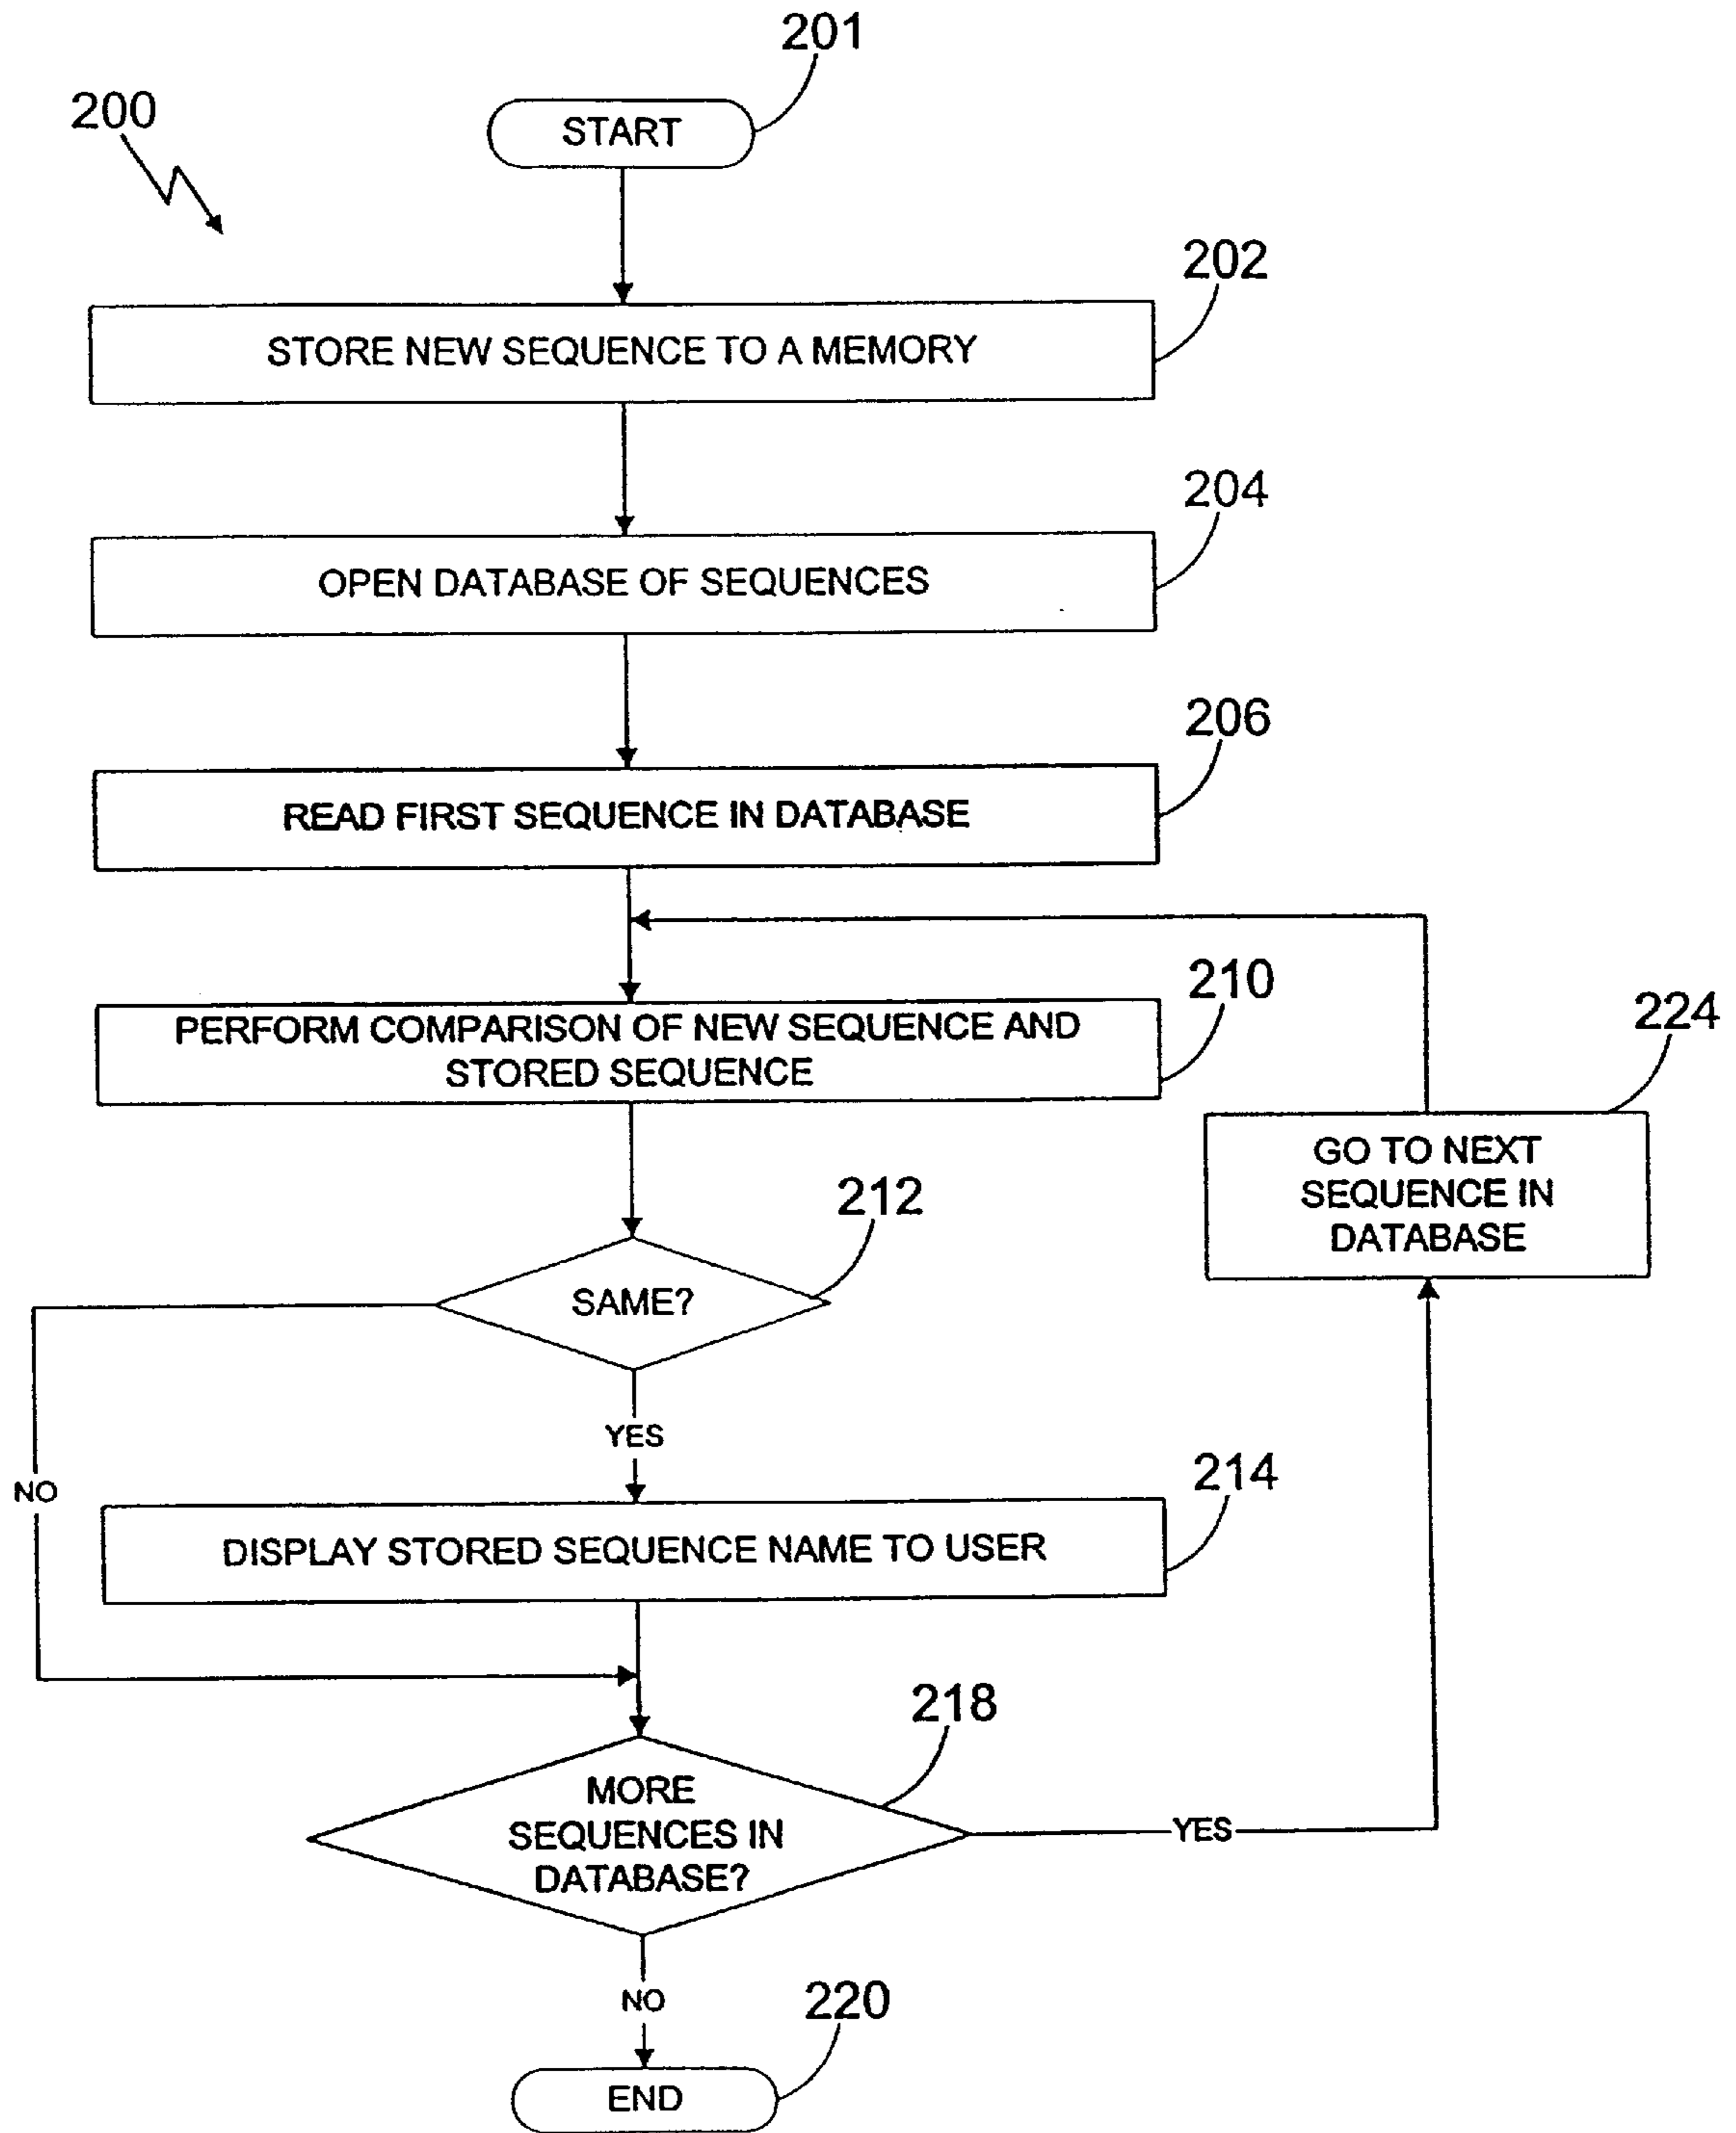 201
200
START
202
STORE NEW SEQUENCE TO A MEMORY
204
OPEN DATABASE OF SEQUENCES
206
READ FIRST SEQUENCE IN DATABASE
210
PERFORM COMPARISON OF NEW SEQUENCE AND
STORED SEQUENCE
224
GO TO NEXT
SEQUENCE IN
DATABASE
212
SAME?
YES
NO
214
DISPLAY STORED SEQUENCE NAME TO USER
218
MORE
SEQUENCES IN
DATABASE?
YES
NO
220
END